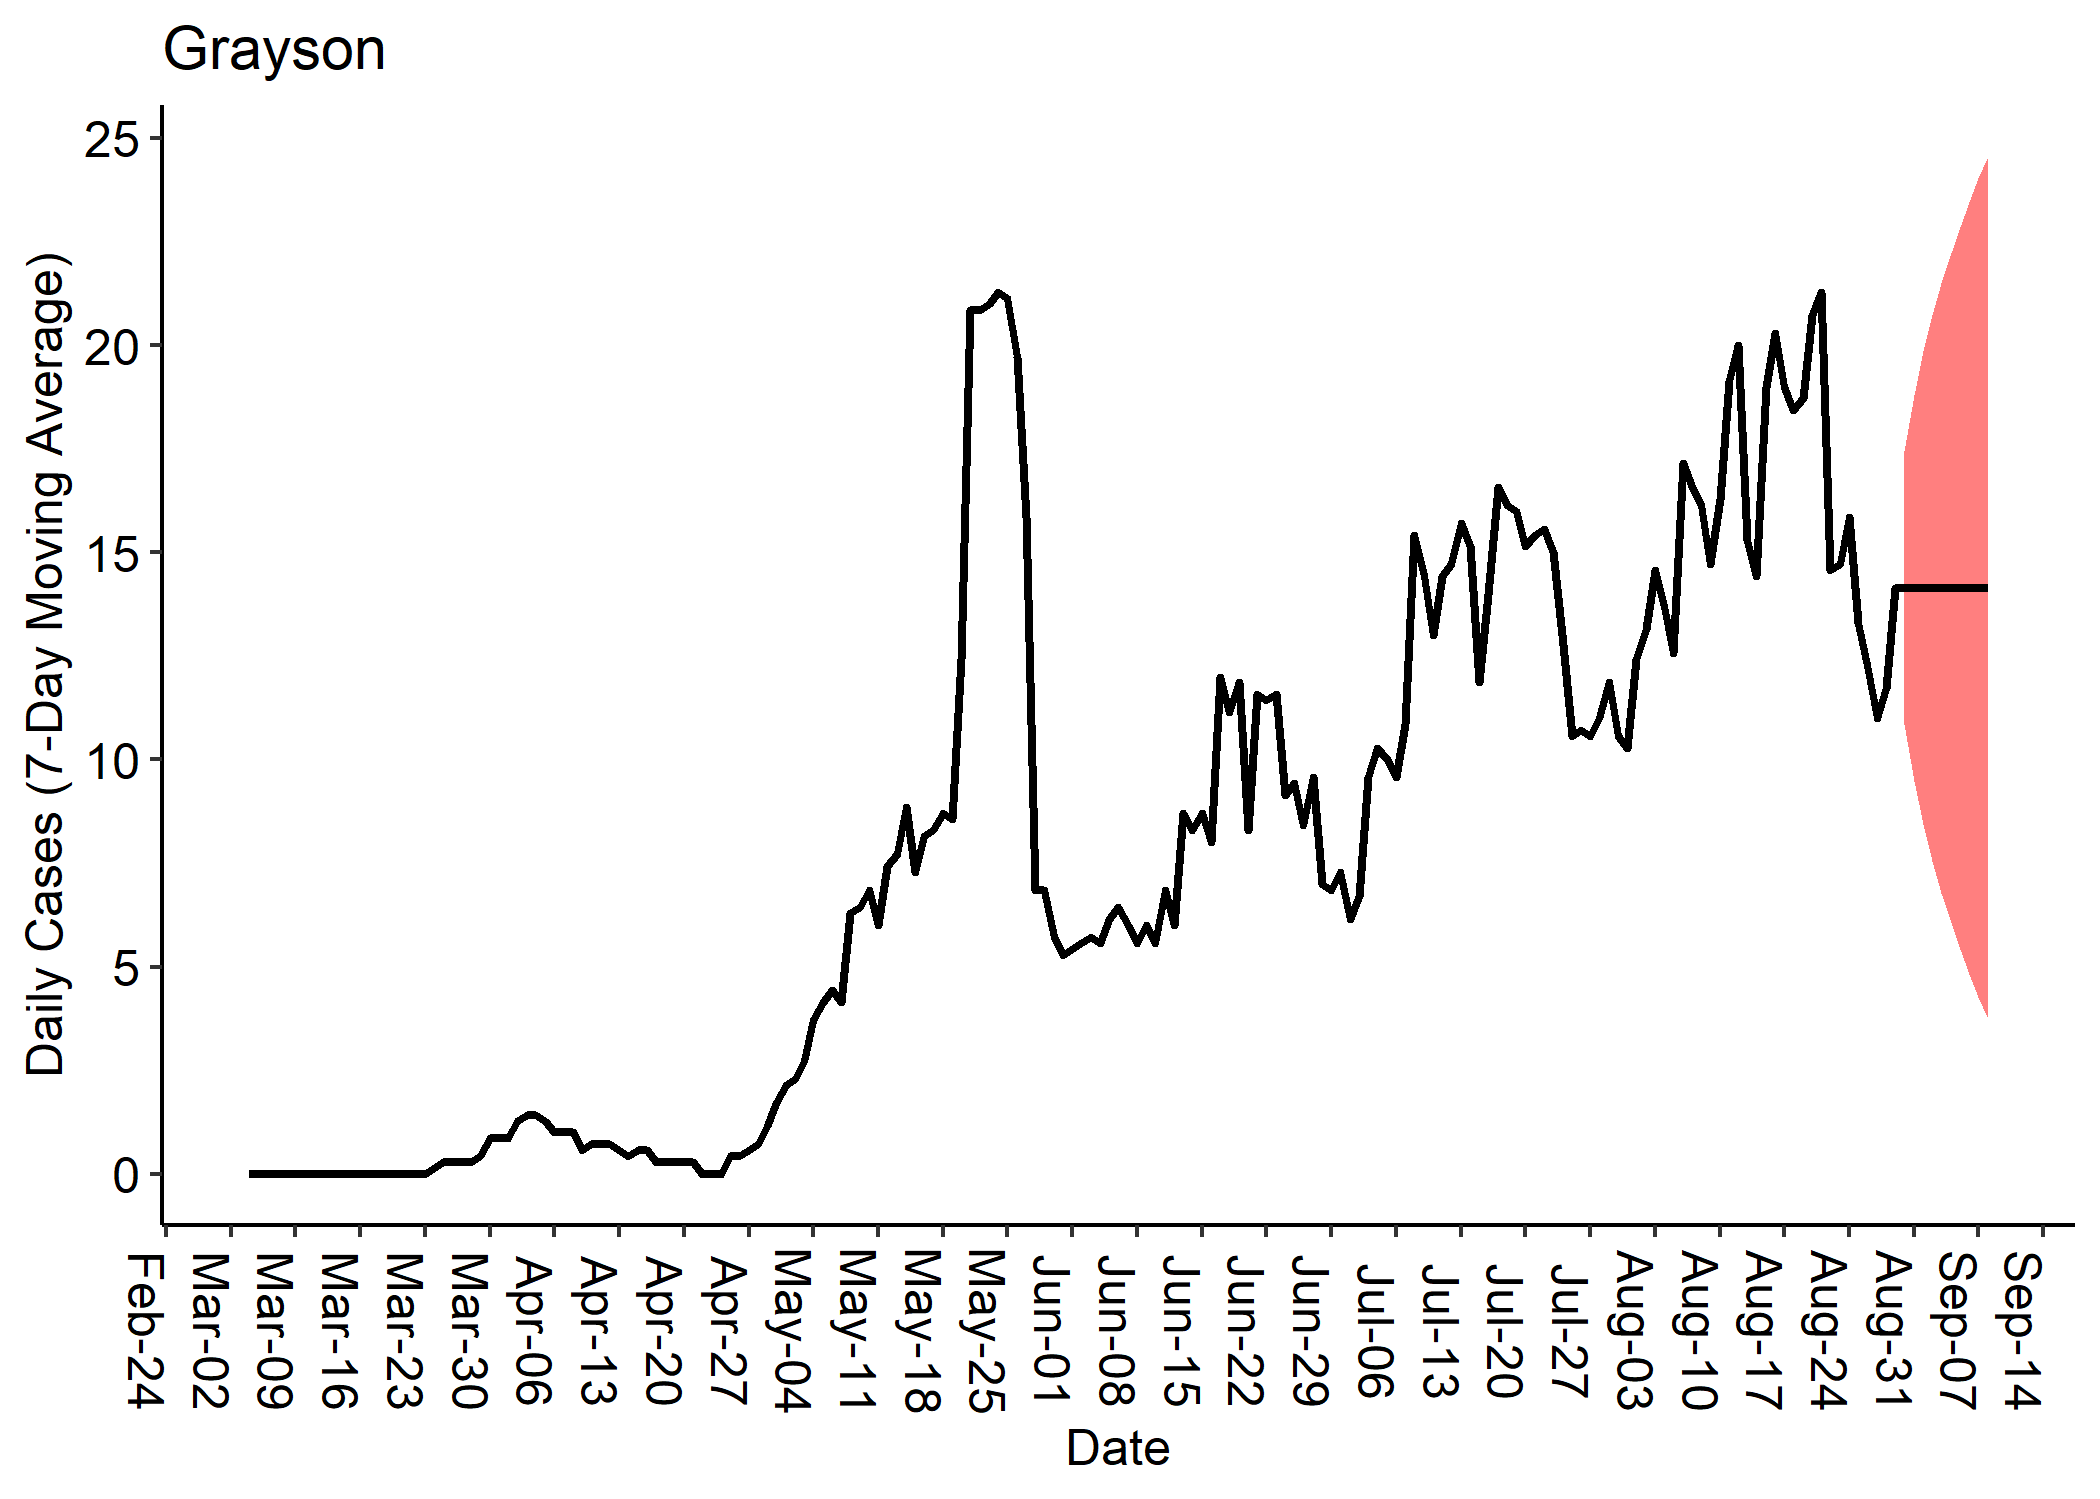 Grayson
Daily Cases (7-Day Moving Average)
25
20
15
10
5
0
Feb-24
Mar-02
Mar-09
Mar-16
Mar-23
Mar-30
Apr-06
Apr-13
Apr-20
Apr-27
May-04
May-11
May-18
May-25
Jun-01
Jun-08
Jun-15
Jun-22
Jun-29
Jul-06
Jul-13
Jul-20
Jul-27
Aug-03
Aug-10
Aug-17
Aug-24
Aug-31
Sep-07
Sep-14
Date